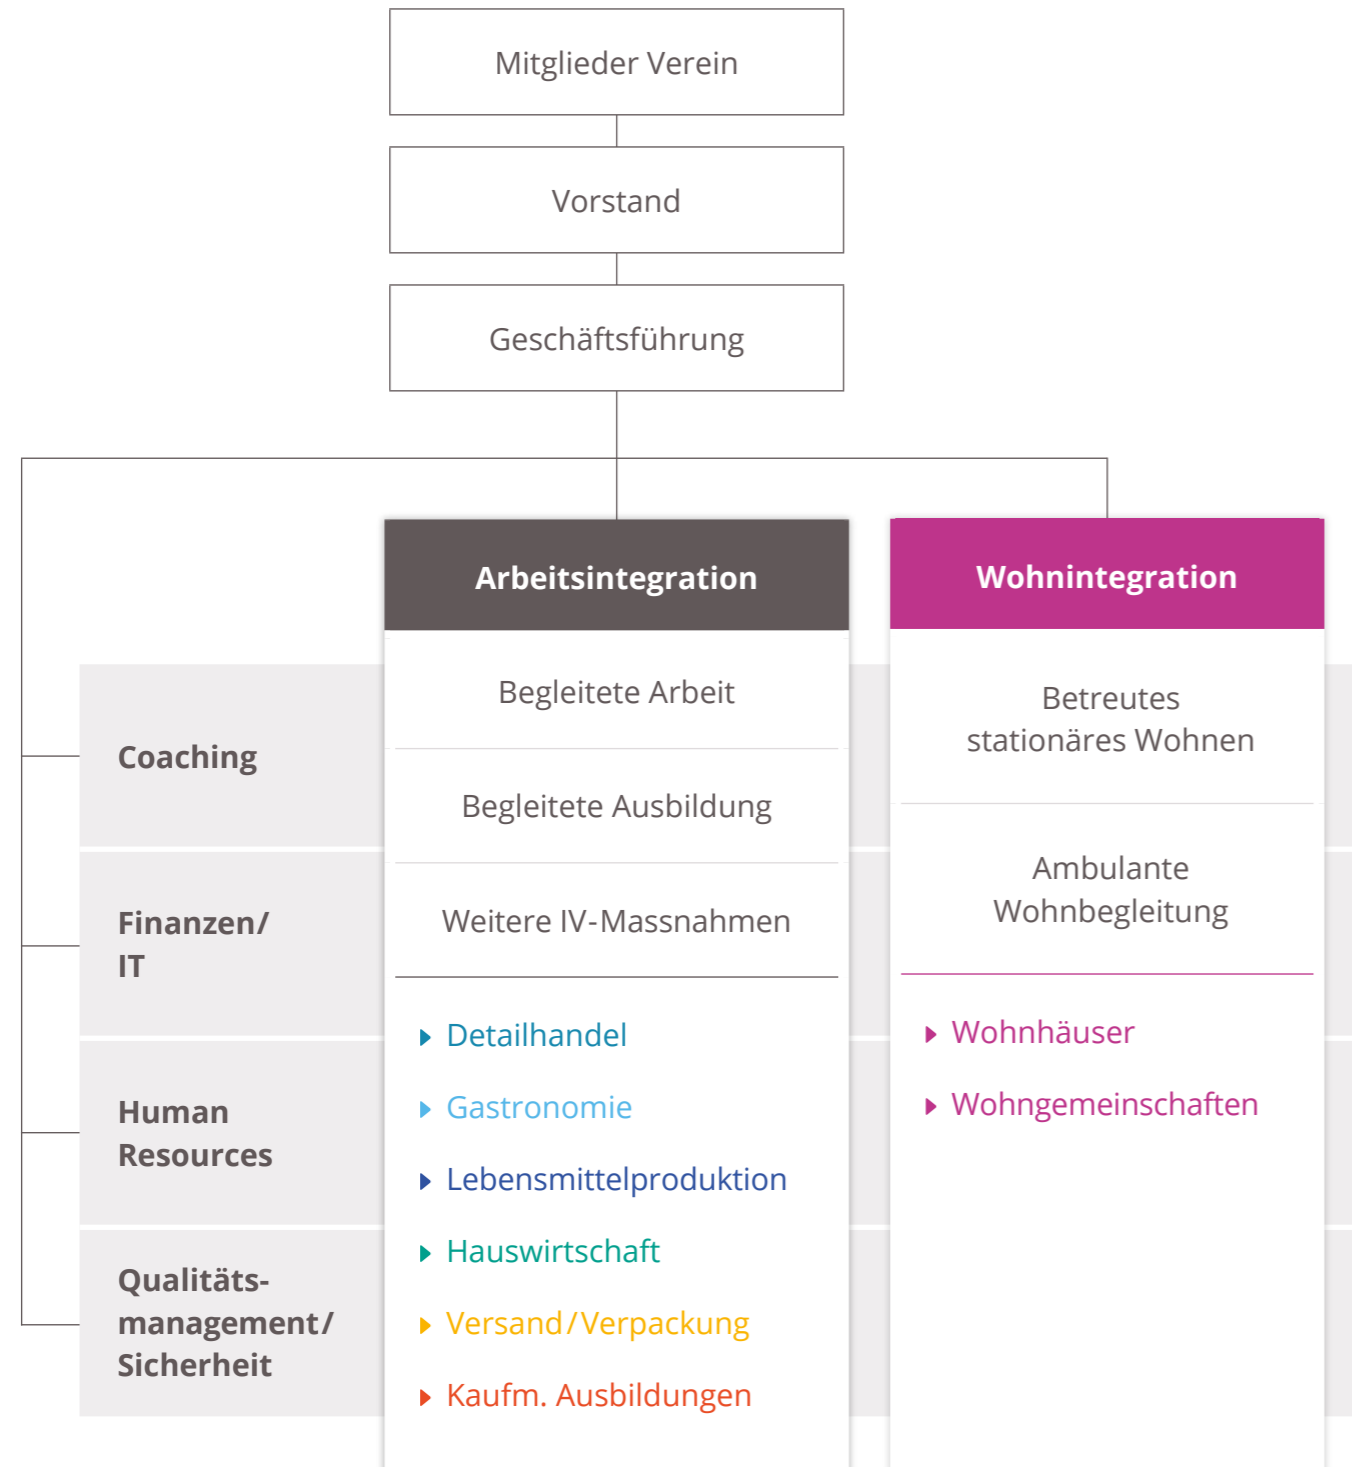 Mitglieder Verein
Vorstand
Geschäftsführung
Arbeitsintegration
Begleitete Arbeit
Begleitete Ausbildung
Weitere IV-Massnahmen
Detailhandel
Gastronomie
Lebensmittelproduktion
Hauswirtschaft
Versand/Verpackung
Kaufm. Ausbildungen
Wohnintegration
Betreutes
stationäres Wohnen
Ambulante
Wohnbegleitung
Wohnhäuser
Wohngemeinschaften
Coaching
Finanzen/
IT
Human
Resources
Qualitäts-
management/
Sicherheit